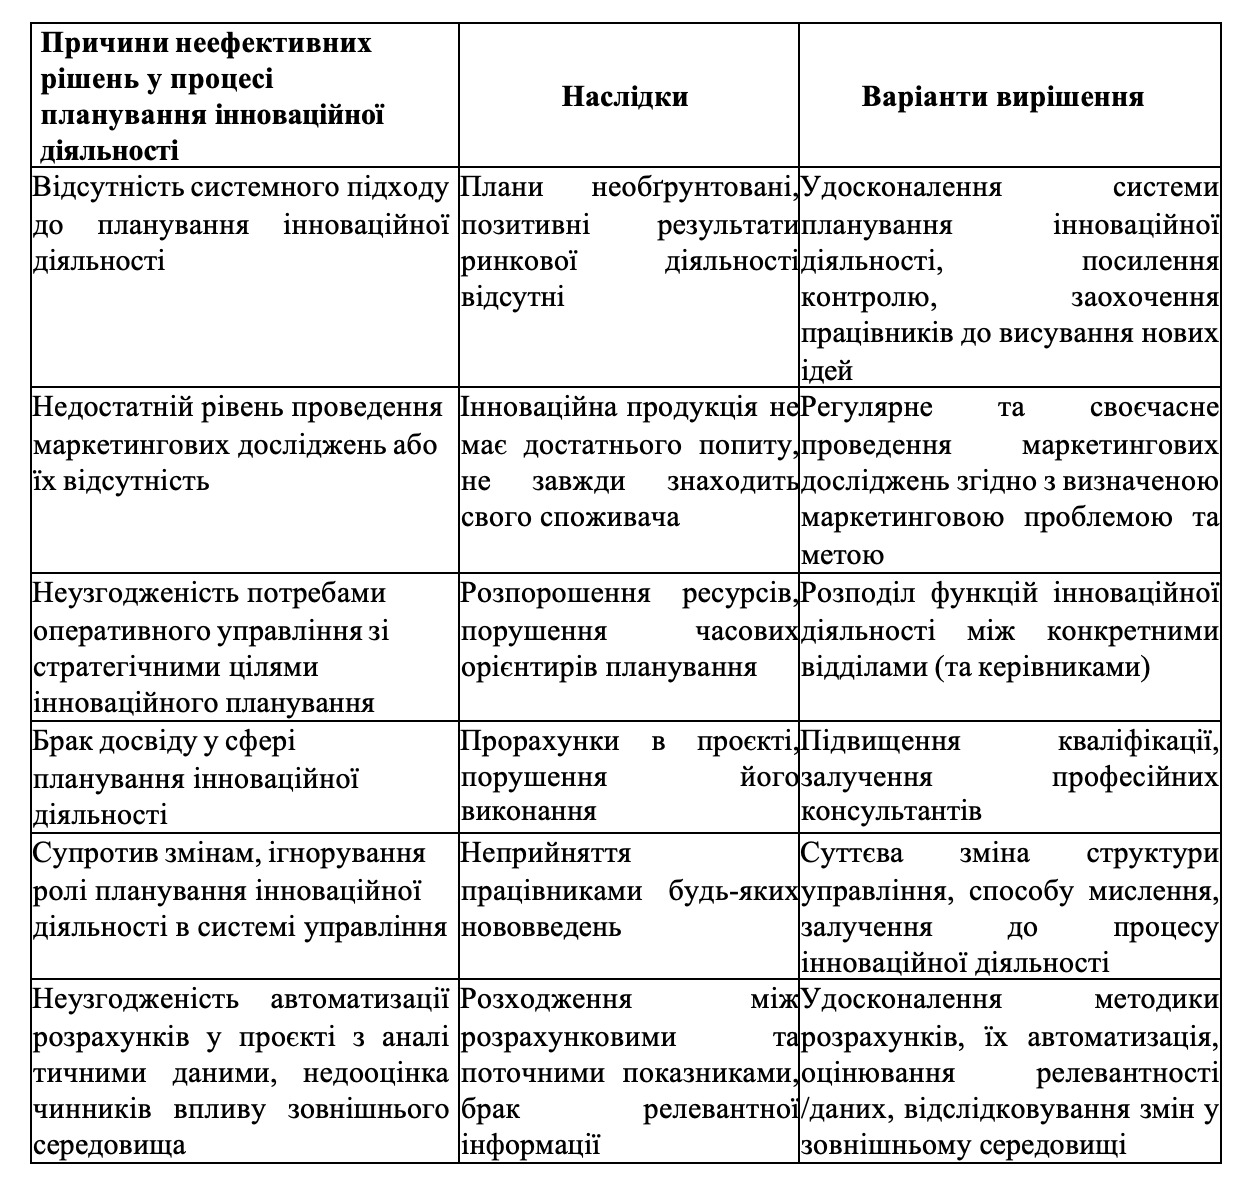 Причини неефективних
рішень у процесі
планування інноваційної
діяльності
Наслідки
Варіанти вирішення
Відсутність системного підходу
до планування інноваційної
діяльності
Плани необґрунтовані,
позитивні результати
ринкової діяльності
відсутні
Удосконалення системи
планування інноваційної
діяльності, посилення
контролю, заохочення
працівників до висування нових
ідей
Недостатній рівень проведення
маркетингових досліджень або
їх відсутність
Інноваційна продукція не
має достатнього попиту,
не завжди знаходить
свого споживача
Регулярне та своєчасне
проведення маркетингових
досліджень згідно з визначеною
маркетинговою проблемою та
метою
Неузгодженість потребами
оперативного управління зі
стратегічними цілями
інноваційного планування
Розпорошення ресурсів,
порушення часових
орієнтирів планування
Розподіл функцій інноваційної
діяльності між конкретними
відділами (та керівниками)
Брак досвіду у сфері
планування інноваційної
діяльності
Прорахунки в проєкті,
порушення його
виконання
Підвищення кваліфікації,
залучення професійних
консультантів
Супротив змінам, ігнорування
ролі планування інноваційної
діяльності в системі управління
Неприйняття
працівниками будь-яких
нововведень
Суттєва зміна структури
управління, способу мислення,
залучення до процесу
інноваційної діяльності
Неузгодженість автоматизації
розрахунків у проєкті з аналі
тичними даними, недооцінка
чинників впливу зовнішнього
середовища
Розходження між
розрахунковими та
поточними показниками,
брак релевантної
інформації
Удосконалення методики
розрахунків, їх автоматизація,
оцінювання релевантності
/даних, відслідковування змін у
зовнішньому середовищі